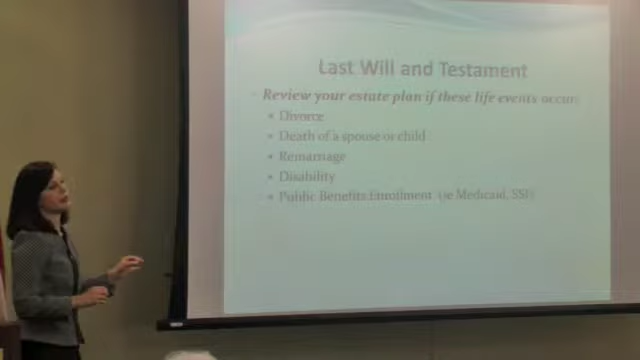 Last Will and Testament
Review your estate plan if these life events occur:
Divorce
Death of a spouse or child
Remarriage
Disability
Public Benefits Enrollment (ie Medicaid, SSI)